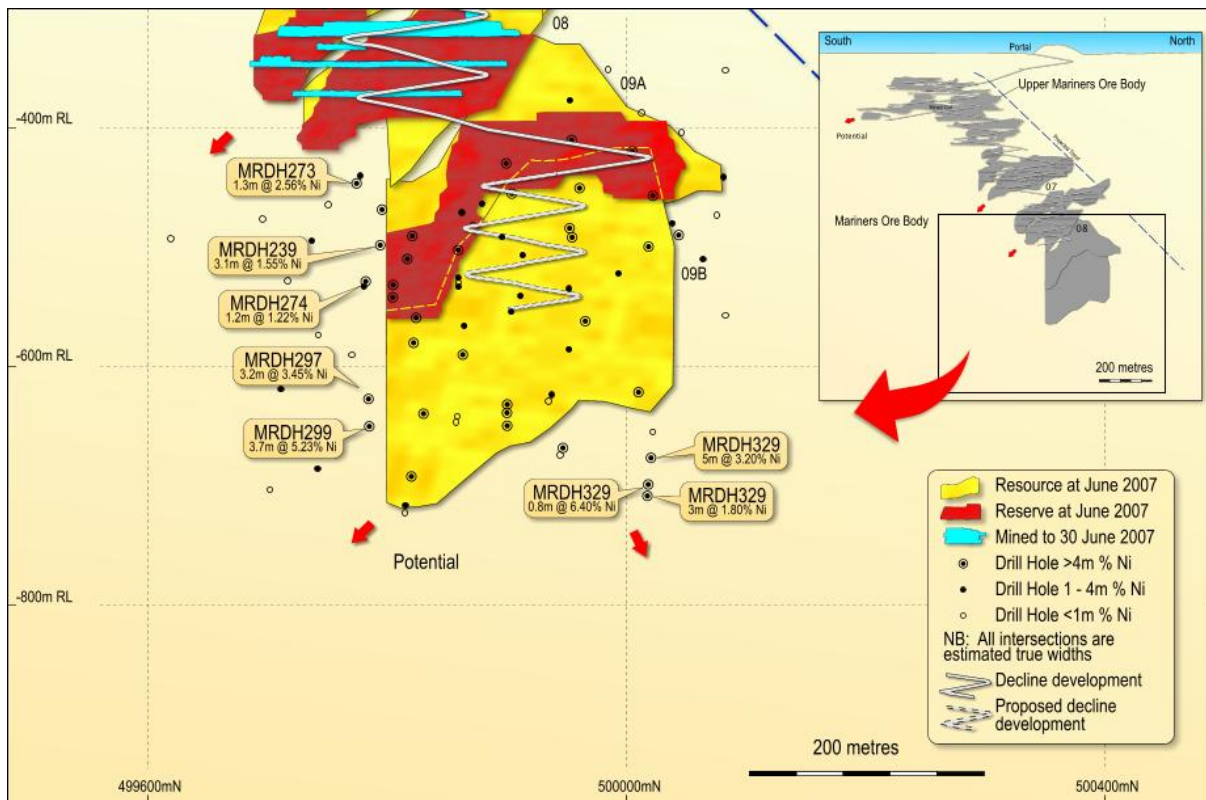 08
09A
-400m RL
MRDH273
1.3m @ 2.56% Ni
MRDH239
3.1m @ 1.55% Ni
09B
MRDH274
1.2m @ 1.22% Ni
-600m RL
MRDH297
3.2m @ 3.45% Ni
MRDH299
3.7m @ 5.23% Ni
MRDH329
5m @ 3.20% Ni
MRDH329
0.8m @ 6.40% Ni
MRDH329
3m @ 1.80% Ni
Potential
-800m RL
200 metres
499600mN
500000mN
500400mN
South
North
Portal
Upper Mariners Ore Body
Potential
07
Mariners Ore Body
08
200 metres
Resource at June 2007
Reserve at June 2007
Mined to 30 June 2007
Drill Hole >4m % Ni
Drill Hole 1 - 4m % Ni
Drill Hole <1m % Ni
NB: All intersections are
estimated true widths
Decline development
Proposed decline
development